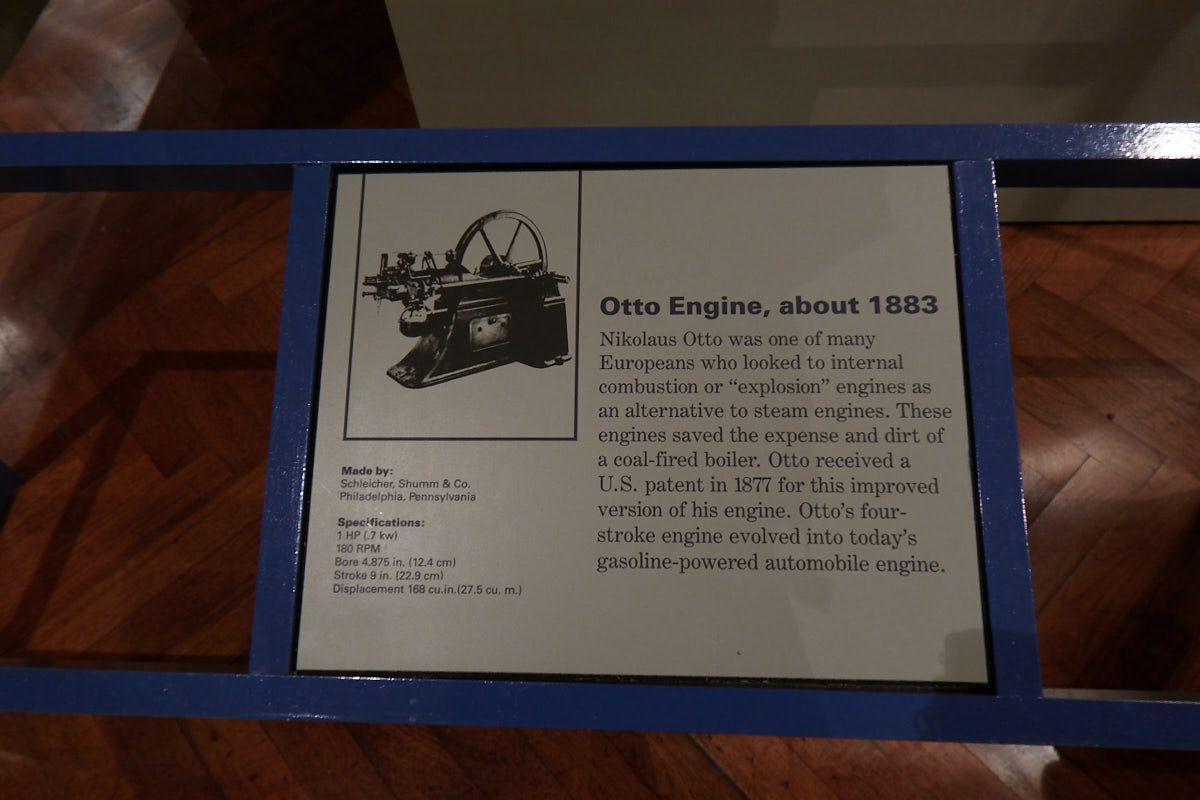 Otto Engine, about 1883
Nikolaus Otto was one of many
Europeans who looked to internal
combustion or “explosion” engines as
an alternative to steam engines. These
engines saved the expense and dirt of
a coal-fired boiler. Otto received a
U.S. patent in 1877 for this improved
version of his engine. Otto’s four-
stroke engine evolved into today’s
gasoline-powered automobile engine.
Made by:
Schleicher, Shumm & Co.
Philadelphia, Pennsylvania
Specifications:
1 HP (.7 kw)
180 RPM
Bore 4.875 in. (12.4 cm)
Stroke 9 in. (22.9 cm)
Displacement 168 cu.in.(27.5 cu. m.)